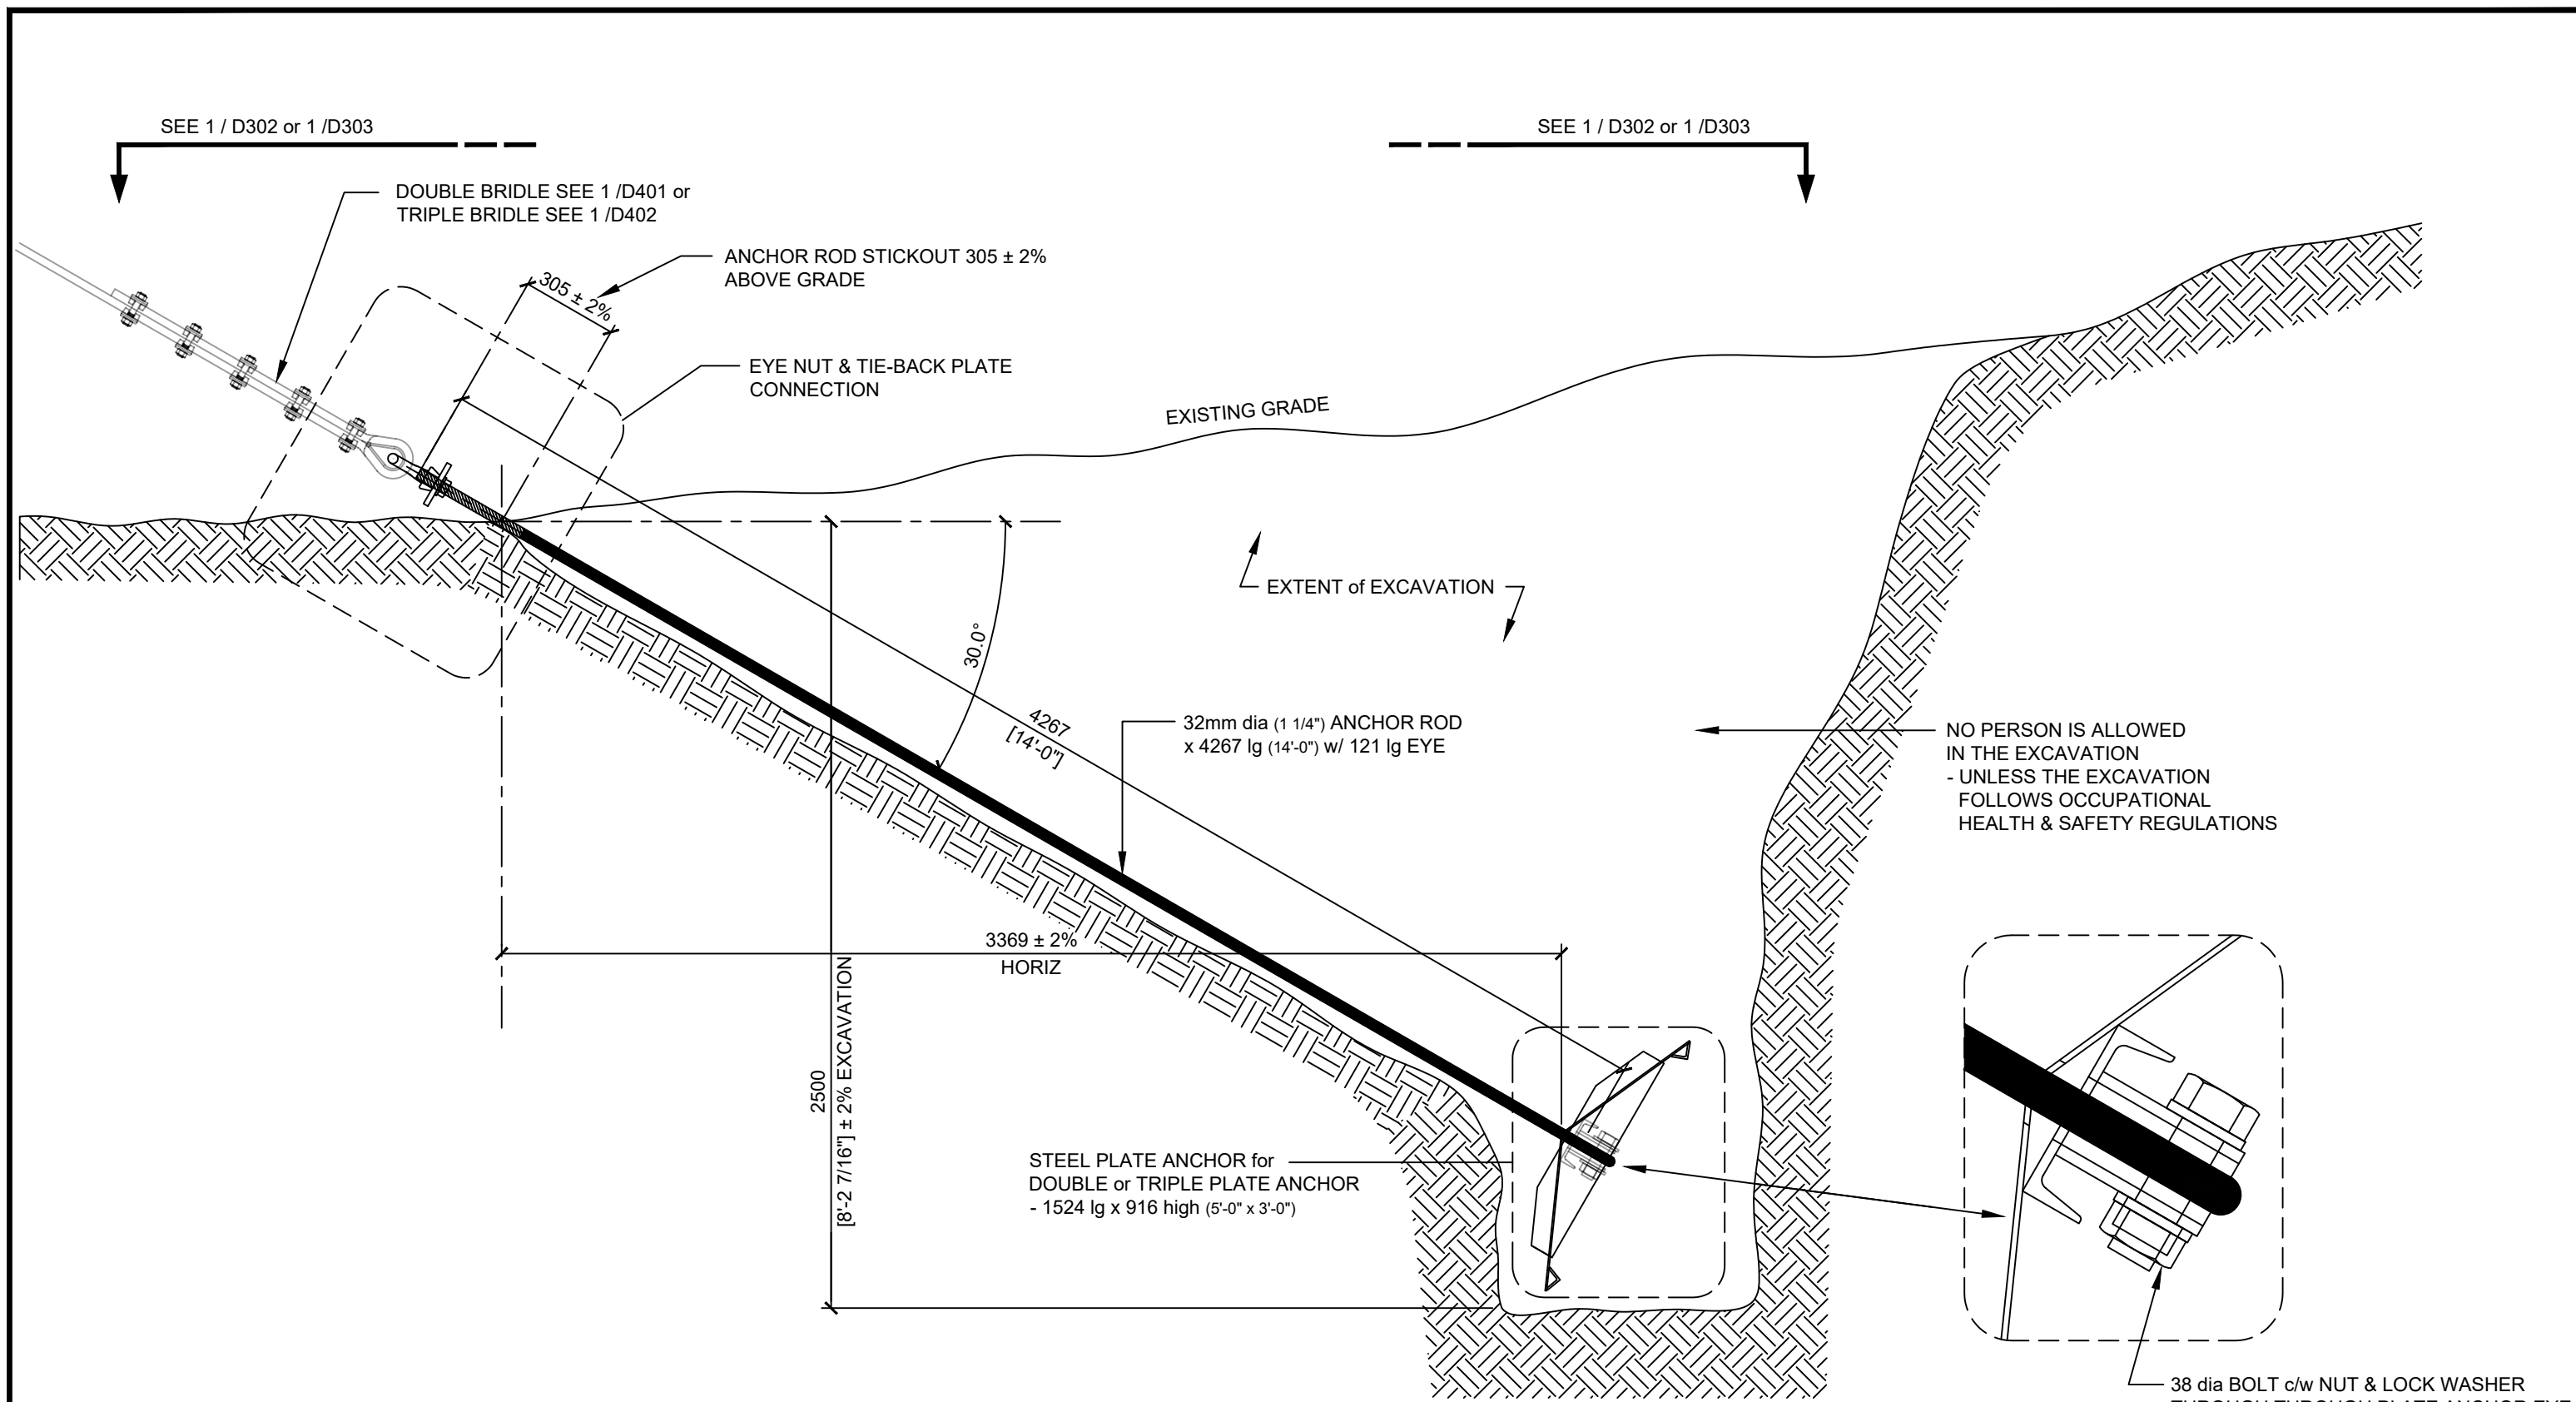 SEE 1 / D302 or 1 /D303
SEE 1 / D302 or 1 /D303
DOUBLE BRIDLE SEE 1 /D401 or
TRIPLE BRIDLE SEE 1 /D402
ANCHOR ROD STICKOUT 305 ± 2%
ABOVE GRADE
305 ± 2%
EYE NUT & TIE-BACK PLATE
CONNECTION
EXISTING GRADE
EXTENT of EXCAVATION
30.0°
4267
[14'-0"]
32mm dia (1 1/4") ANCHOR ROD
x 4267 lg (14'-0") w/ 121 lg EYE
NO PERSON IS ALLOWED
IN THE EXCAVATION
- UNLESS THE EXCAVATION
FOLLOWS OCCUPATIONAL
HEALTH & SAFETY REGULATIONS
3369 ± 2%
HORIZ
2500
[8'-2 7/16"] ± 2% EXCAVATION
STEEL PLATE ANCHOR for
DOUBLE or TRIPLE PLATE ANCHOR
- 1524 lg x 916 high (5'-0" x 3'-0")
38 dia BOLT c/w NUT & LOCK WASHER
THROUGH THROUGH PLATE ANCHOR EYE